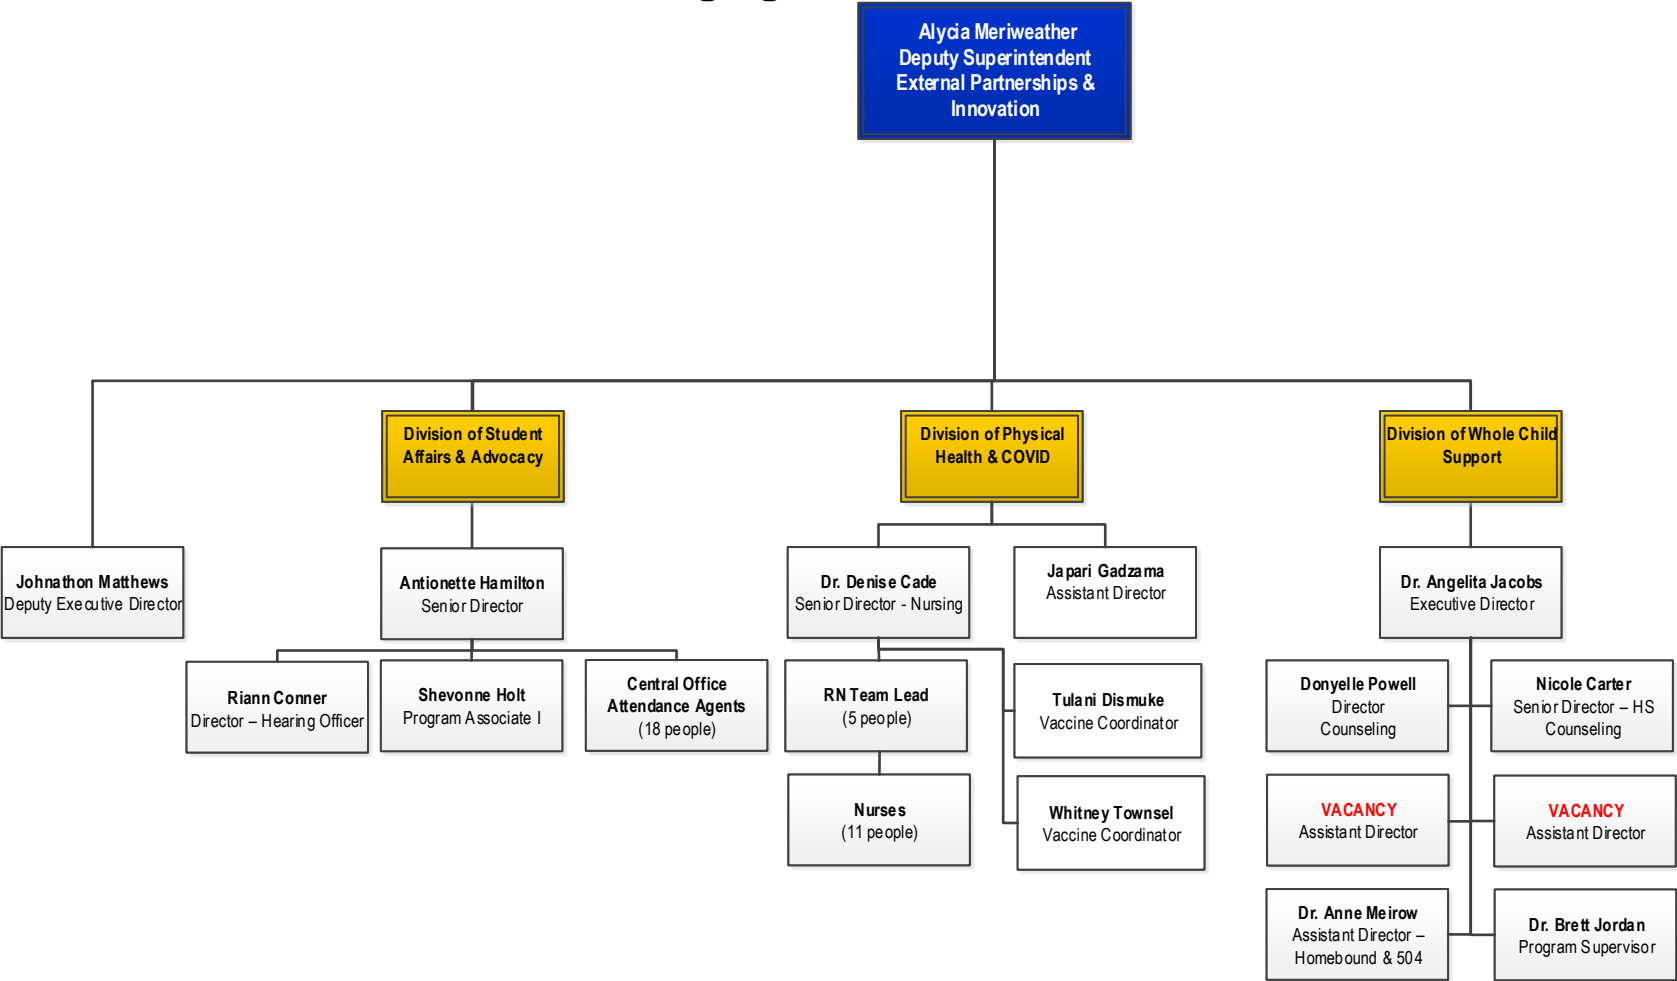 Alycia Meriweather
Deputy Superintendent
External Partnerships &
Innovation
Division of Student
Affairs & Advocacy
Division of Physical
Health & COVID
Division of Whole Child
Support
Johnathon Matthews
Deputy Executive Director
Antionette Hamilton
Senior Director
Dr. Denise Cade
Senior Director - Nursing
Japari Gadzama
Assistant Director
Dr. Angelita Jacobs
Executive Director
Riann Conner
Director – Hearing Officer
Shevonne Holt
Program Associate I
Central Office
Attendance Agents
(18 people)
RN Team Lead
(5 people)
Tulani Dismuke
Vaccine Coordinator
Donyelle Powell
Director
Counseling
Nicole Carter
Senior Director – HS
Counseling
Nurses
(11 people)
Whitney Townsel
Vaccine Coordinator
VACANCY
Assistant Director
VACANCY
Assistant Director
Dr. Anne Meirow
Assistant Director –
Homebound & 504
Dr. Brett Jordan
Program Supervisor